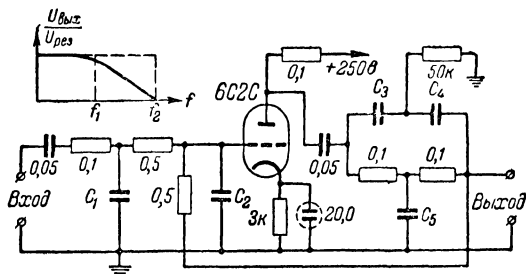 Uвых
Uрез
f₁
f₂
f
0,1
+250в
6С2С
50к
C₃
C₄
0,05
0,1
0,5
0,05
0,1
0,1
Вход
C₁
0,5
C₂
3к
20,0
C₅
Выход